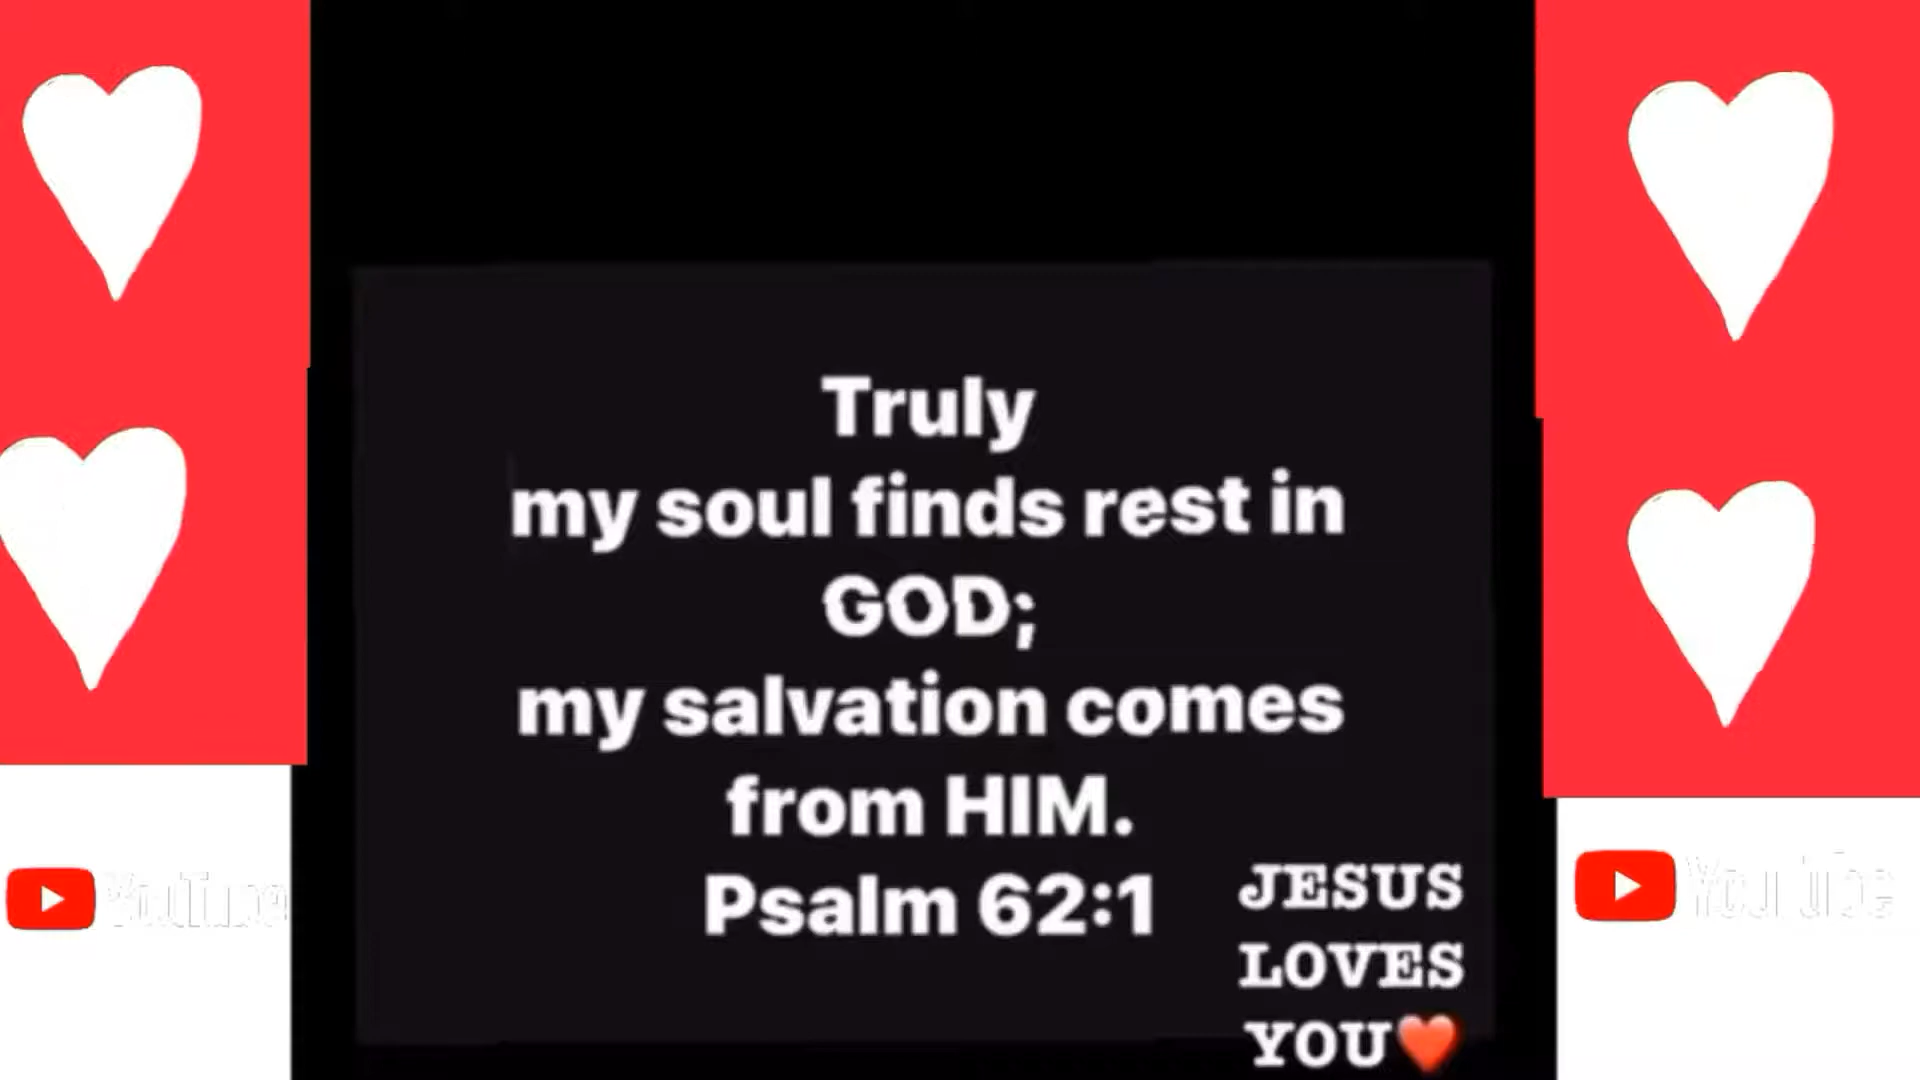 Truly
my soul finds rest in
GOD;
my salvation comes
from HIM.
Psalm 62:1
JESUS
LOVES
YOU❤️
YouTube
YouTube